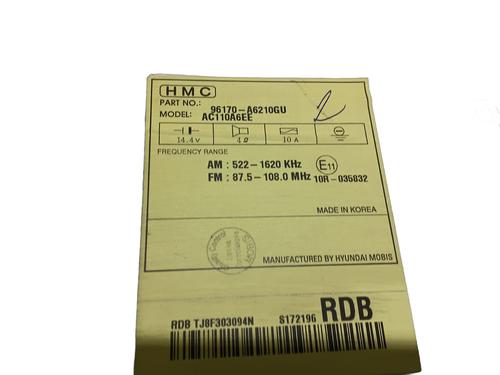 HMC
PART NO.: 96170-A6210GU
MODEL: AC110A6EE
14.4V 4Ω 10A
FREQUENCY RANGE
AM : 522-1620 KHz
FM : 87.5-108.0 MHz
E11
10R-035832
MADE IN KOREA
MANUFACTURED BY HYUNDAI MOBIS
RDB TJ8F303094N S172196 RDB